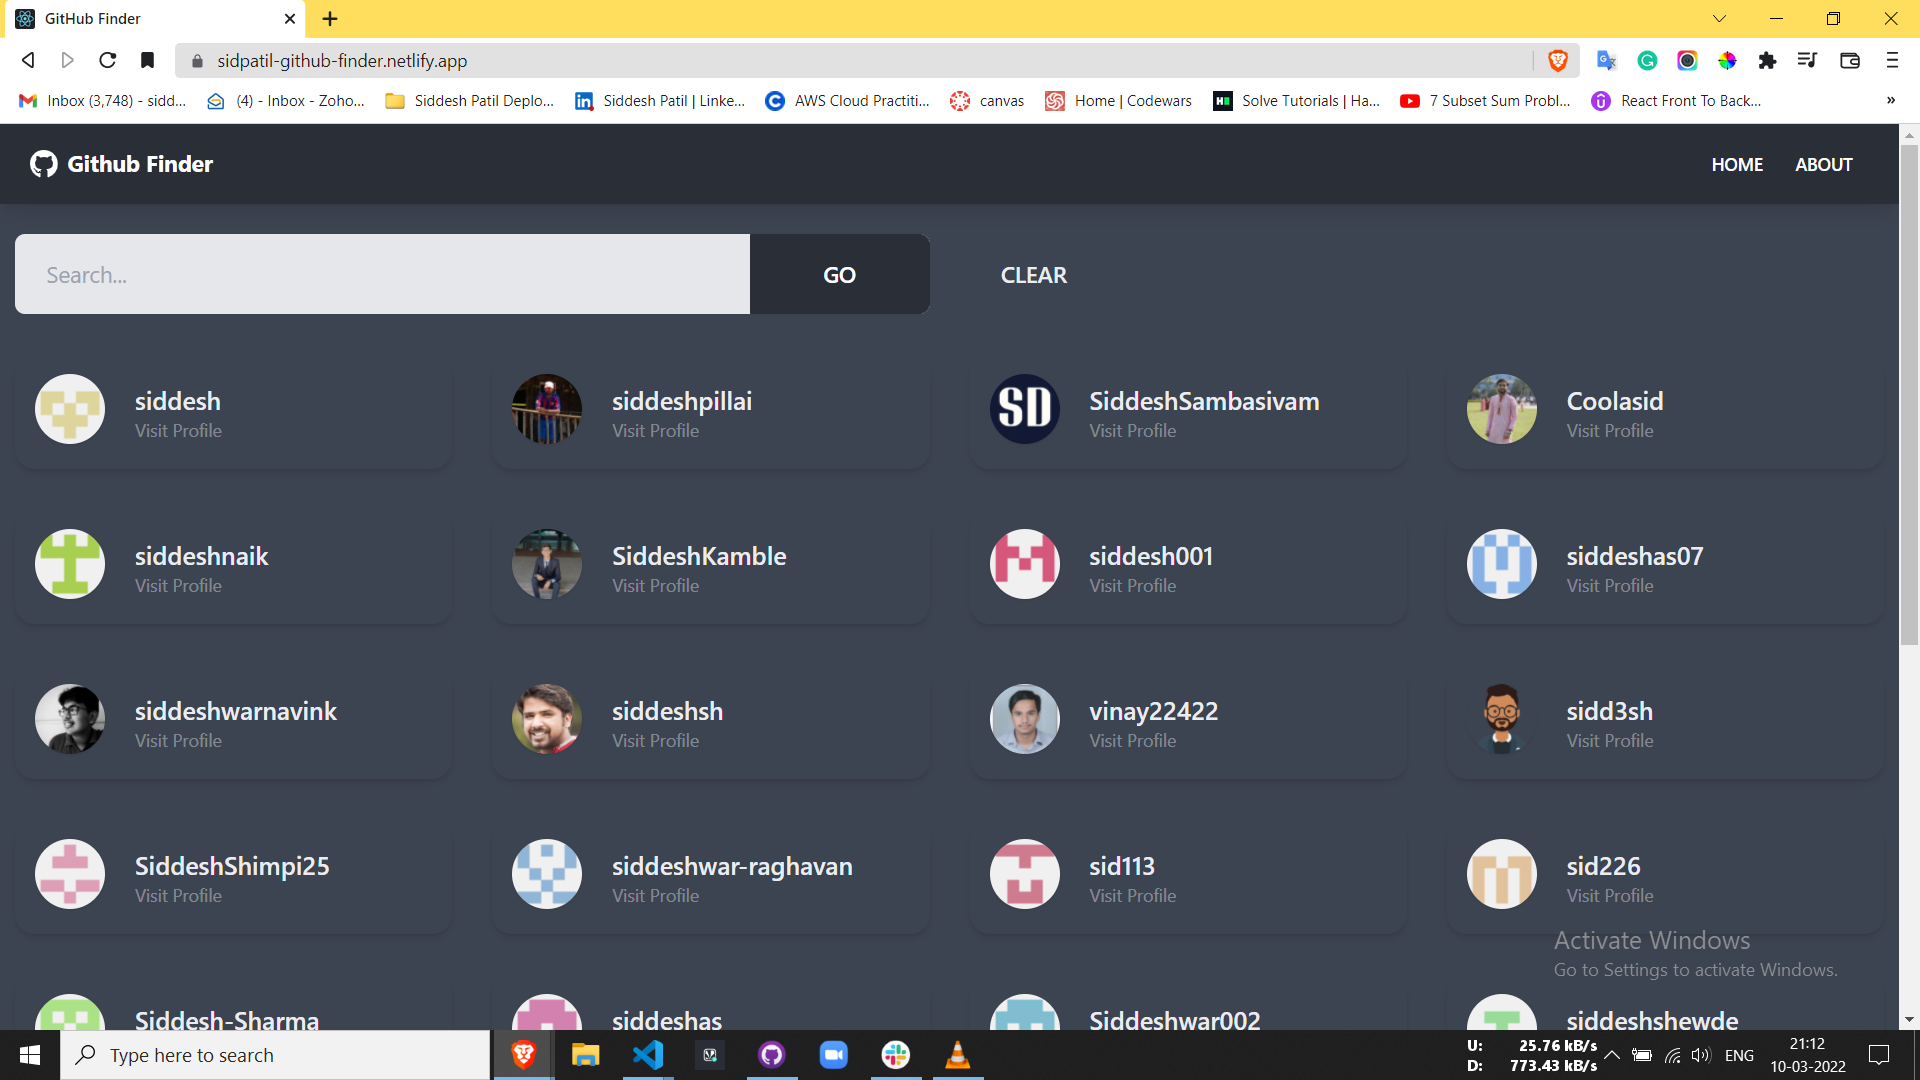 GitHub Finder
sidpatil-github-finder.netlify.app
Inbox (3,748) - sidd... (4) - Inbox - Zoho... Siddesh Patil Deplo... Siddesh Patil | Linke... AWS Cloud Practiti... canvas Home | Codewars Solve Tutorials | Ha... 7 Subset Sum Probl... React Front To Back... »
Github Finder HOME ABOUT
Search... GO CLEAR
siddesh siddeshpillai SiddeshSambasivam Coolasid
Visit Profile Visit Profile Visit Profile Visit Profile
SD
siddeshnaik SiddeshKamble siddesh001 siddeshas07
Visit Profile Visit Profile Visit Profile Visit Profile
siddeshwarnavink siddeshsh vinay22422 sidd3sh
Visit Profile Visit Profile Visit Profile Visit Profile
SiddeshShimpi25 siddeshwar-raghavan sid113 sid226
Visit Profile Visit Profile Visit Profile Visit Profile
Activate Windows
Go to Settings to activate Windows.
Siddesh-Sharma siddeshas Siddeshwar002 siddeshshewde
Type here to search
U: 25.76 kB/s
D: 773.43 kB/s
ENG
21:12
10-03-2022